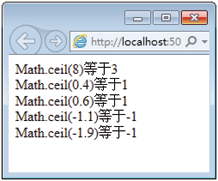 http://localhost:50
Math.ceil(8)等于3
Math.ceil(0.4)等于1
Math.ceil(0.6)等于1
Math.ceil(-1.1)等于-1
Math.ceil(-1.9)等于-1